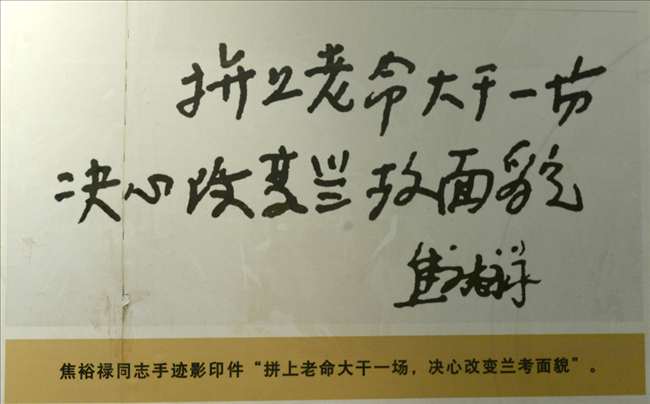 拼上老命大干一场
决心改变兰考面貌
焦裕禄
焦裕禄同志手迹影印件“拼上老命大干一场，决心改变兰考面貌”。